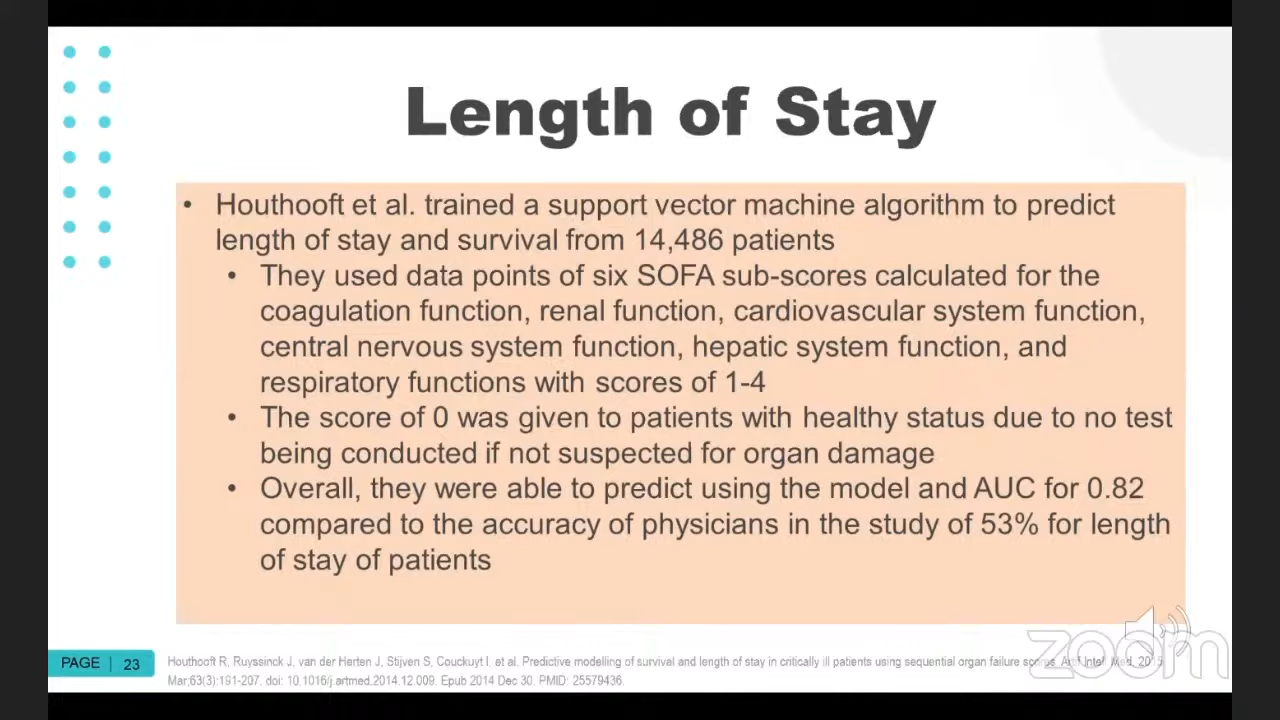 Length of Stay
• Houthooft et al. trained a support vector machine algorithm to predict
length of stay and survival from 14,486 patients
• They used data points of six SOFA sub-scores calculated for the
coagulation function, renal function, cardiovascular system function,
central nervous system function, hepatic system function, and
respiratory functions with scores of 1-4
• The score of 0 was given to patients with healthy status due to no test
being conducted if not suspected for organ damage
• Overall, they were able to predict using the model and AUC for 0.82
compared to the accuracy of physicians in the study of 53% for length
of stay of patients
PAGE | 23
Houthooft R, Ruyssinck J, van der Herten J, Stijven S, Couckuyt I. et al. Predictive modelling of survival and length of stay in critically ill patients using sequential organ failure scores. Artif Intell Med. 2015
Mar;63(3):191-207. doi: 10.1016/j.artmed.2014.12.009. Epub 2014 Dec 30. PMID: 25579436.
zoom